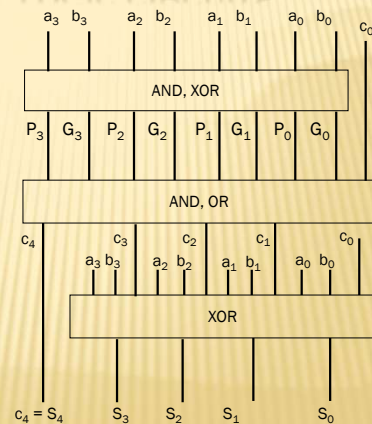 a₃ b₃ a₂ b₂ a₁ b₁ a₀ b₀ c₀
AND, XOR
P₃ G₃ P₂ G₂ P₁ G₁ P₀ G₀
AND, OR
c₄ c₃ c₂ c₁ c₀
a₃ b₃ a₂ b₂ a₁ b₁ a₀ b₀
XOR
c₄ = S₄ S₃ S₂ S₁ S₀